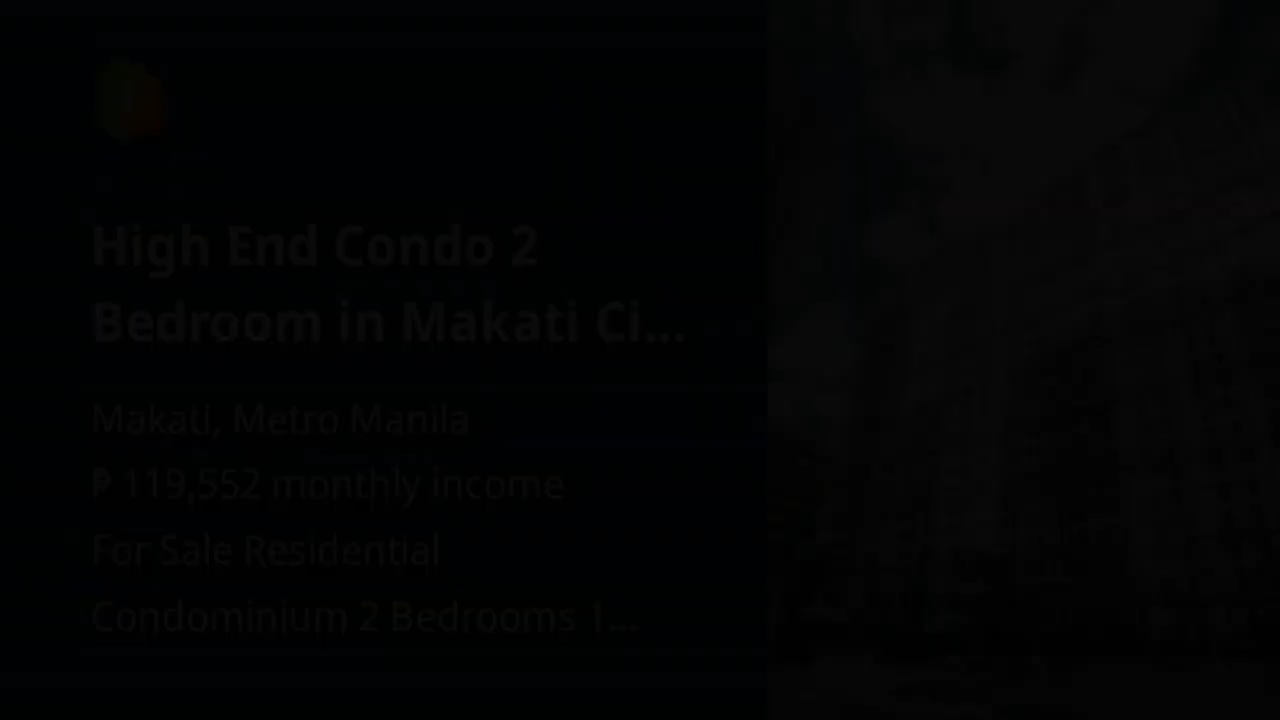 High End Condo 2
Bedroom in Makati Ci...
Makati, Metro Manila
₱ 119,552 monthly income
For Sale Residential
Condominium 2 Bedrooms 1...